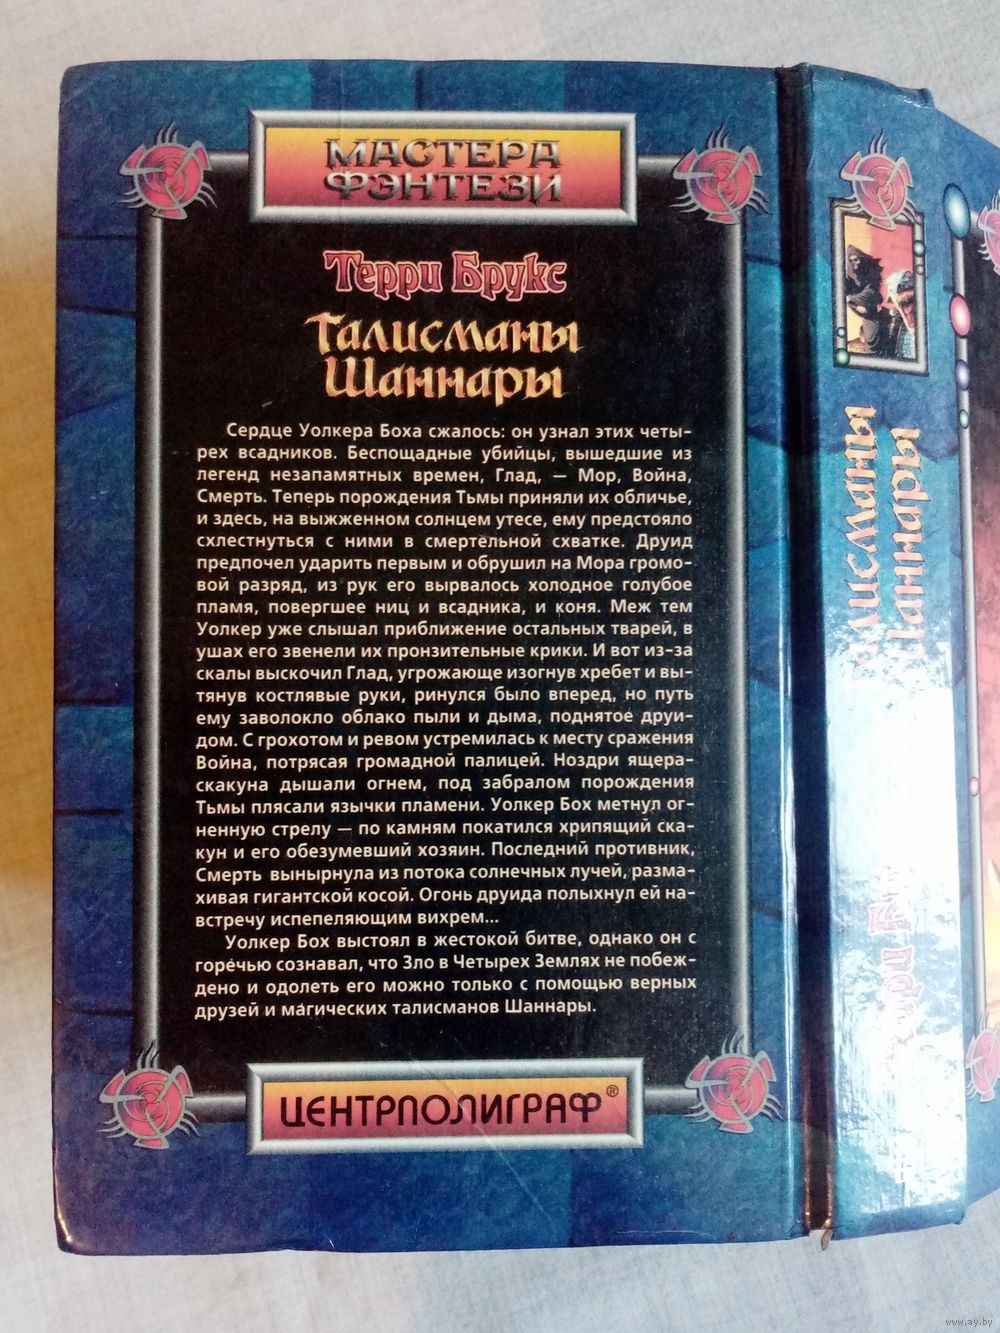 МАСТЕРА
ФЭНТЕЗИ
Терри Брукс
Талисманы
Шаннары
Сердце Уолкера Боха сжалось: он узнал этих четы-
рех всадников. Беспощадные убийцы, вышедшие из
легенд незапамятных времен, Глад, — Мор, Война,
Смерть. Теперь порождения Тьмы приняли их обличье,
и здесь, на выжженном солнцем утесе, ему предстояло
схлестнуться с ними в смертельной схватке. Друид
предпочел ударить первым и обрушил на Мора громо-
вой разряд, из рук его вырвалось холодное голубое
пламя, повергшее ниц и всадника, и коня. Меж тем
Уолкер уже слышал приближение остальных тварей, в
ушах его звенели их пронзительные крики. И вот из-за
скалы выскочил Глад, угрожающе изогнув хребет и вы-
тянув костлявые руки, ринулся было вперед, но путь
ему заволокло облако пыли и дыма, поднятое друи-
дом. С грохотом и ревом устремилась к месту сражения
Война, потрясая громадной палицей. Ноздри ящера-
скакуна дышали огнем, под забралом порождения
Тьмы плясали язычки пламени. Уолкер Бох метнул ог-
ненную стрелу — по камням покатился хрипящий ска-
кун и его обезумевший хозяин. Последний противник,
Смерть вынырнула из потока солнечных лучей, разма-
хивая гигантской косой. Огонь друида полыхнул ей на-
встречу испепеляющим вихрем...
Уолкер Бох выстоял в жестокой битве, однако он с
горечью сознавал, что Зло в Четырех Землях не побеж-
дено и одолеть его можно только с помощью верных
друзей и магических талисманов Шаннары.
ЦЕНТРПОЛИГРАФ®
Талисманы
Шаннары
www.ay.by